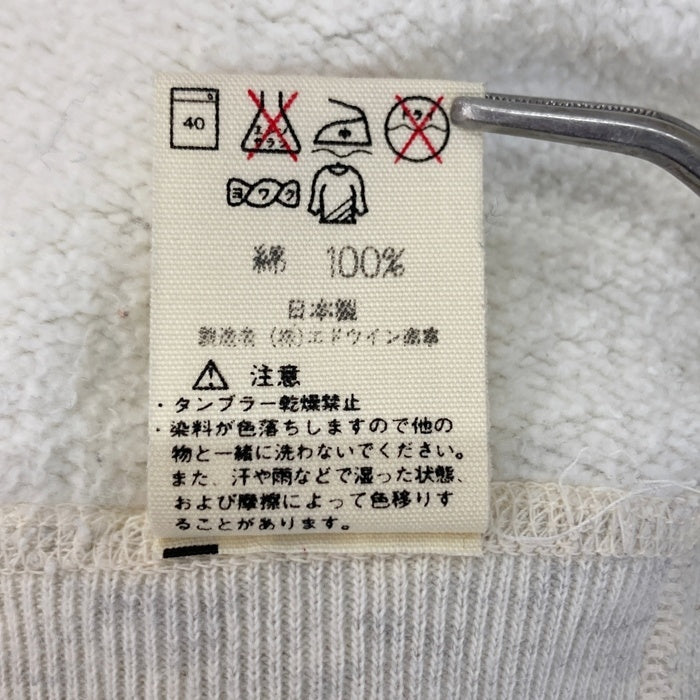 40
エンソ サラシ
中
ドライ
ヨワク
綿 100%
日本製
製造者 (株)エドウイン商事
注意
・タンブラー乾燥禁止
・染料が色落ちしますので他の
物と一緒に洗わないでください。
また、汗や雨などで湿った状態、
および摩擦によって色移りす
ることがあります。